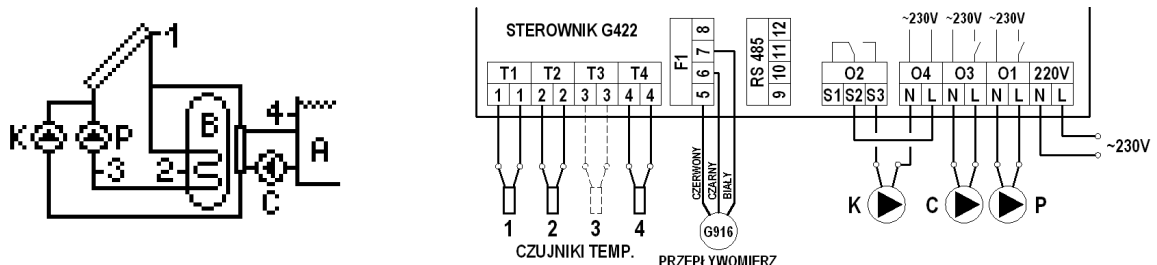 1
K P B 4 A
3 2 C
STEROWNIK G422
T1 T2 T3 T4
1 1 2 2 3 3 4 4
1 2 3 4
CZUJNIKI TEMP.
F1
8
7
6
5
CZERWONY
CZARNY
BIAŁY
G916
PRZEPŁYWOMIERZ
RS 485
9 10 11 12
~230V ~230V ~230V
O2 O4 O3 O1 220V
S1 S2 S3 N L N L N L N L
~230V
K C P